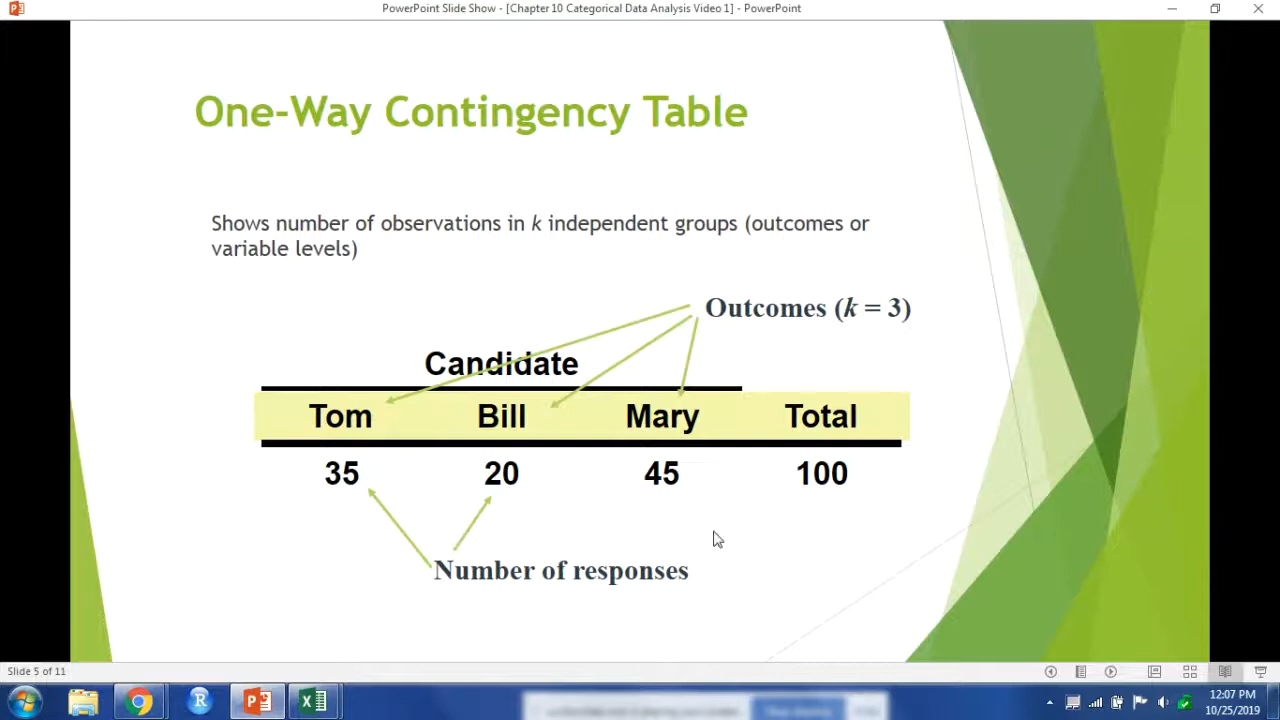 PowerPoint Slide Show - [Chapter 10 Categorical Data Analysis Video 1] - PowerPoint
One-Way Contingency Table
Shows number of observations in k independent groups (outcomes or
variable levels)
Outcomes (k = 3)
Candidate
Tom Bill Mary Total
35 20 45 100
Number of responses
Slide 5 of 11
12:07 PM
10/25/2019